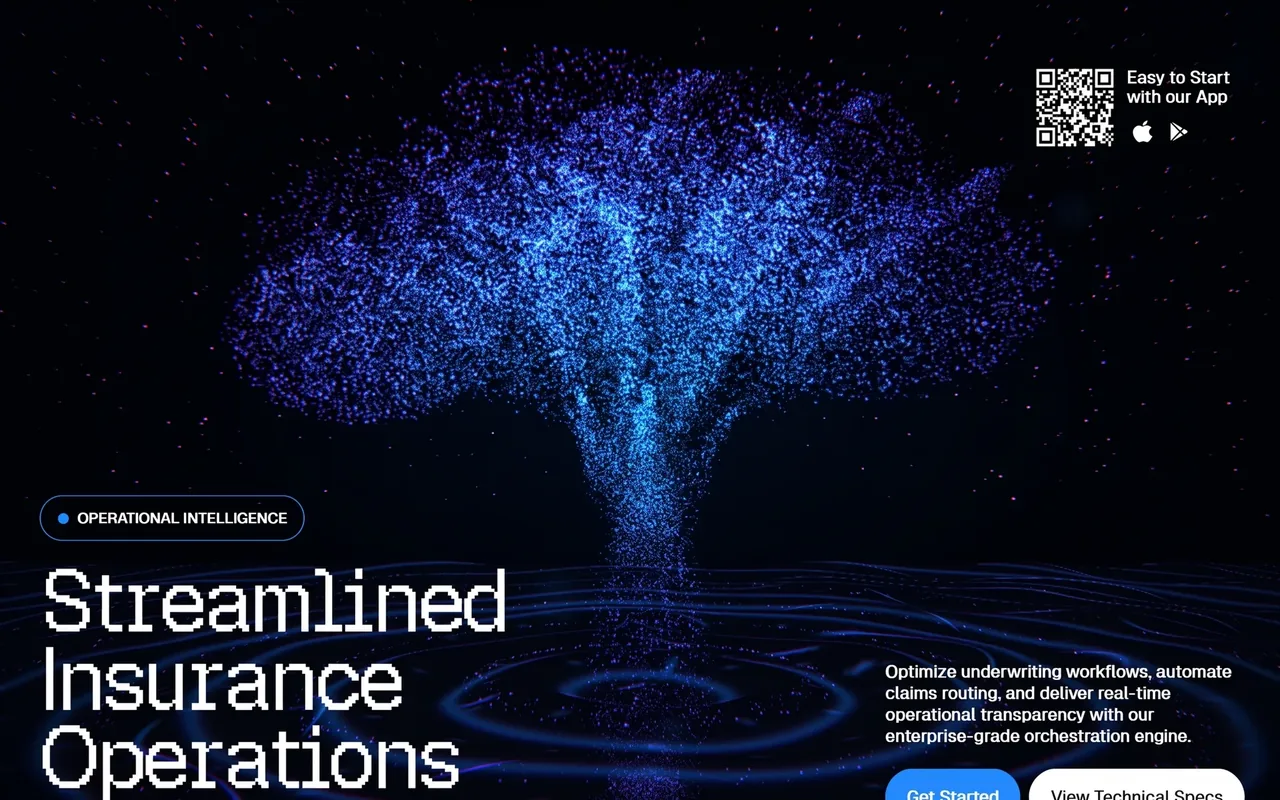 Easy to Start
with our App
OPERATIONAL INTELLIGENCE
Streamlined
Insurance
Operations
Optimize underwriting workflows, automate
claims routing, and deliver real-time
operational transparency with our
enterprise-grade orchestration engine.
Get Started
View Technical Specs